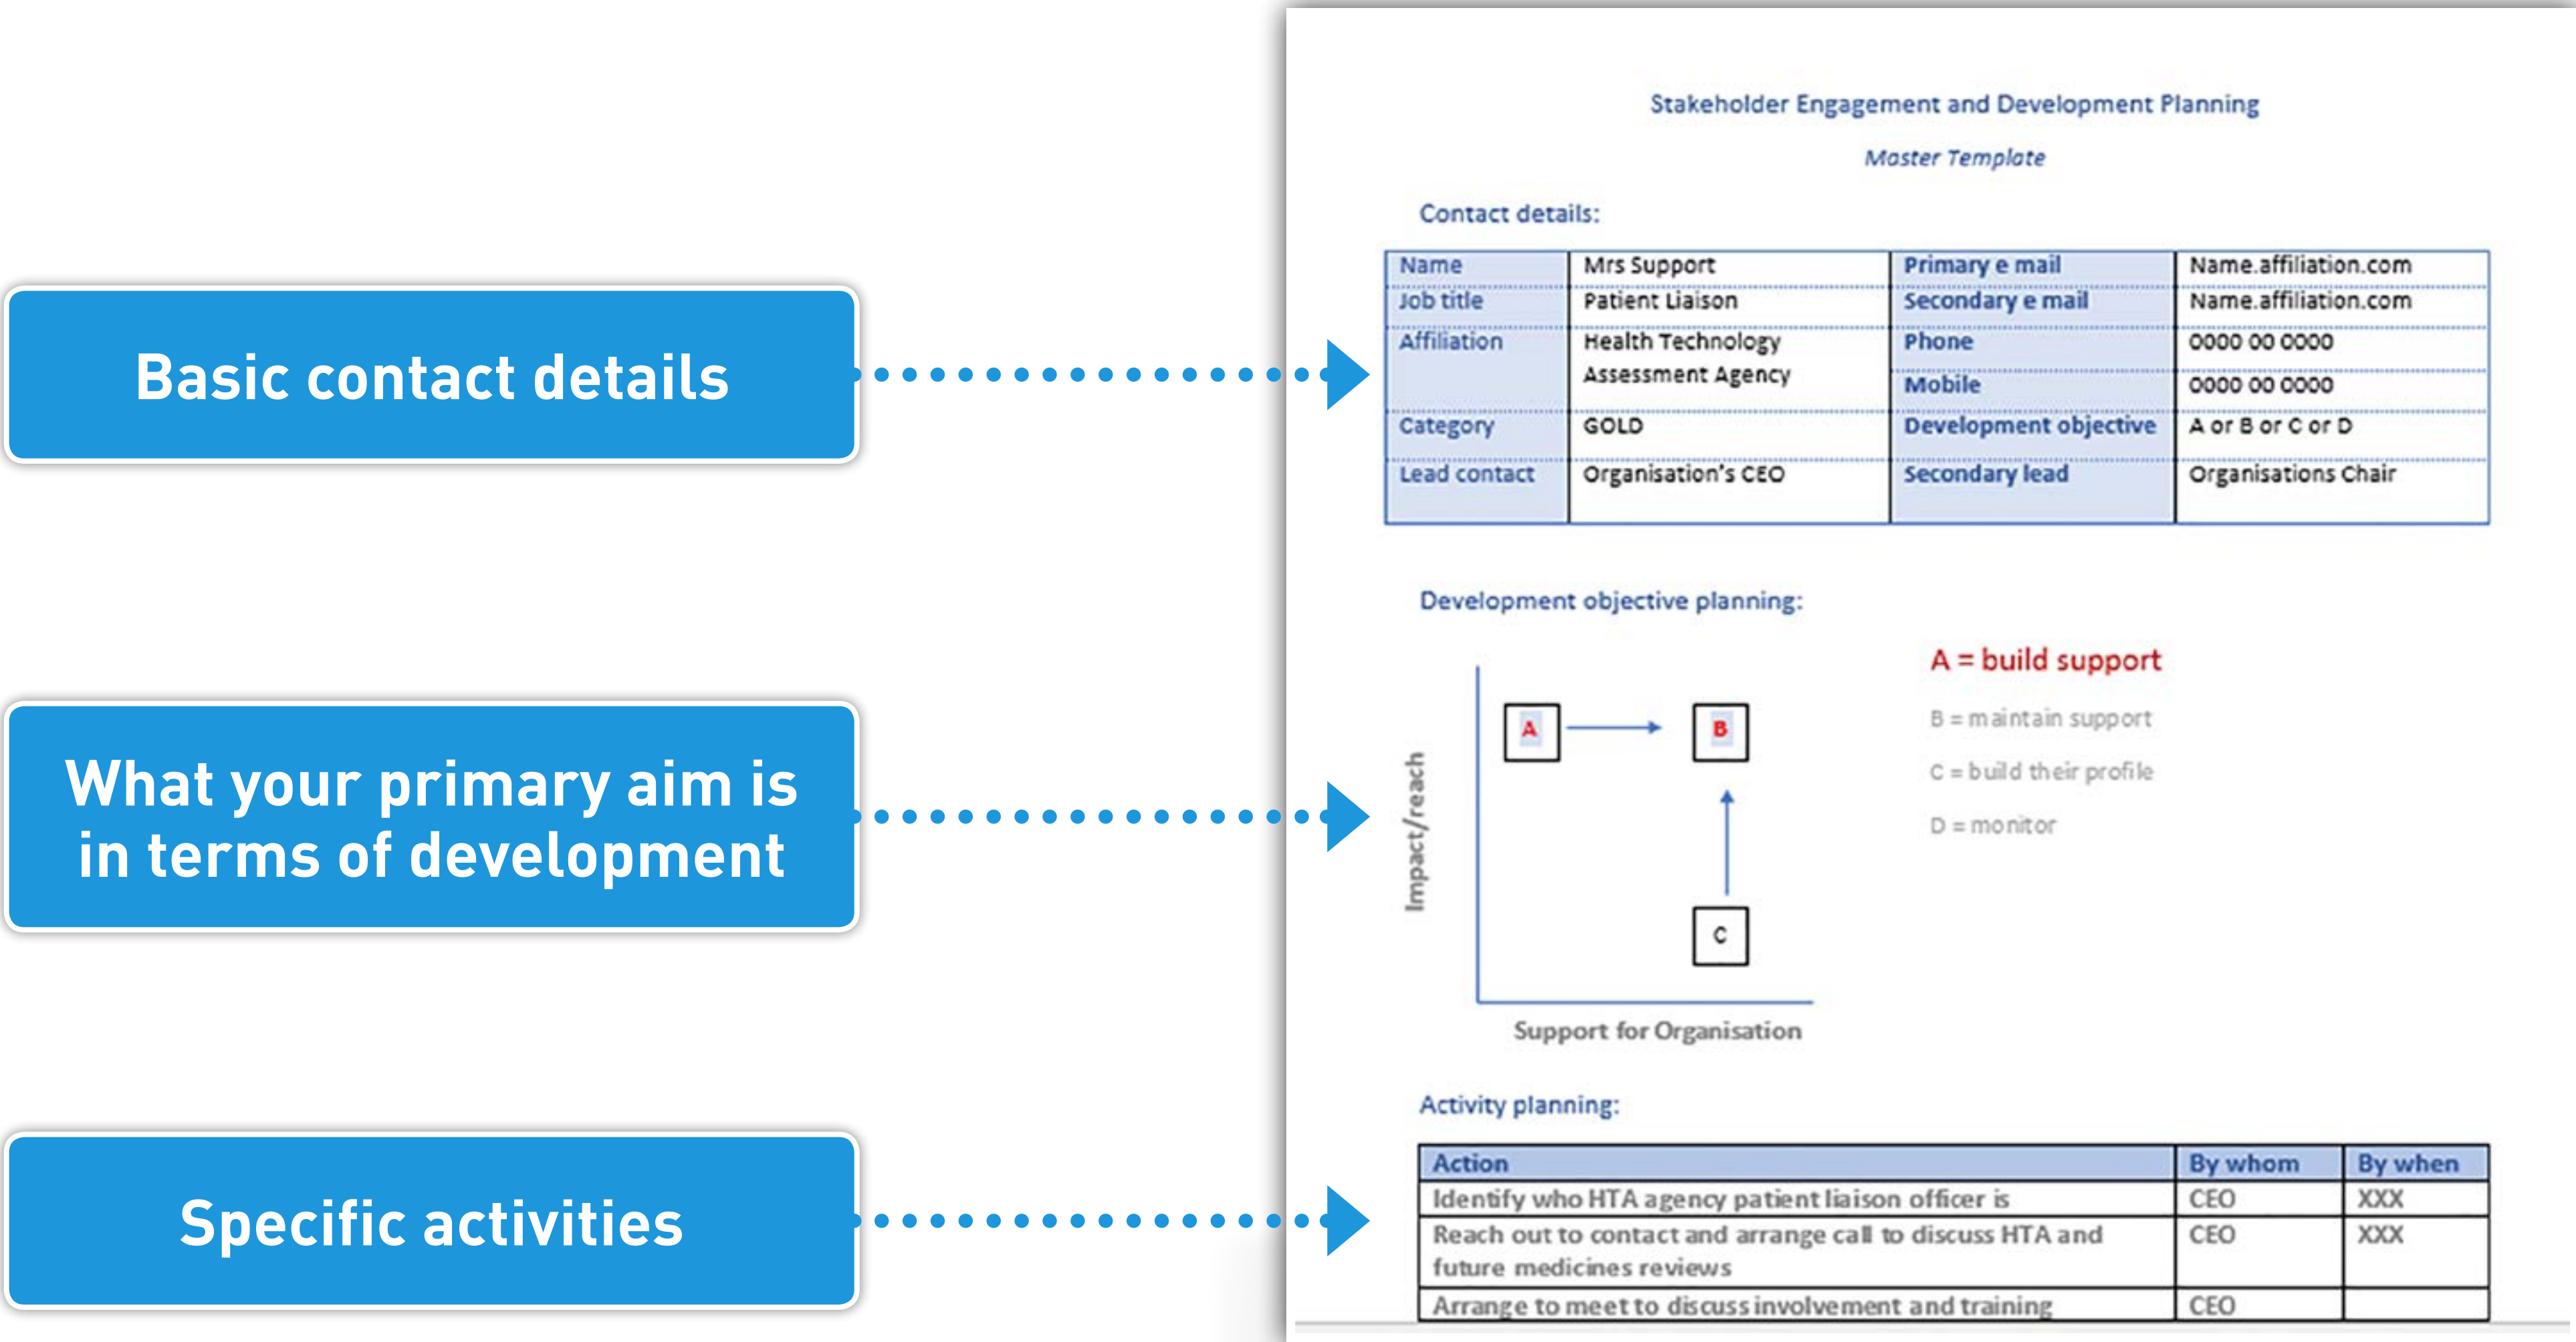 Basic contact details
What your primary aim is
in terms of development
Specific activities
Stakeholder Engagement and Development Planning
Master Template
Contact details:
Name Mrs Support Primary e mail Name.affiliation.com
Job title Patient Liaison Secondary e mail Name.affiliation.com
Affiliation Health Technology Phone 0000 00 0000
Assessment Agency Mobile 0000 00 0000
Category GOLD Development objective A or B or C or D
Lead contact Organisation's CEO Secondary lead Organisations Chair
Development objective planning:
A = build support
B = maintain support
C = build their profile
D = monitor
A B
C
Impact/reach
Support for Organisation
Activity planning:
Action By whom By when
Identify who HTA agency patient liaison officer is CEO XXX
Reach out to contact and arrange call to discuss HTA and CEO XXX
future medicines reviews
Arrange to meet to discuss involvement and training CEO